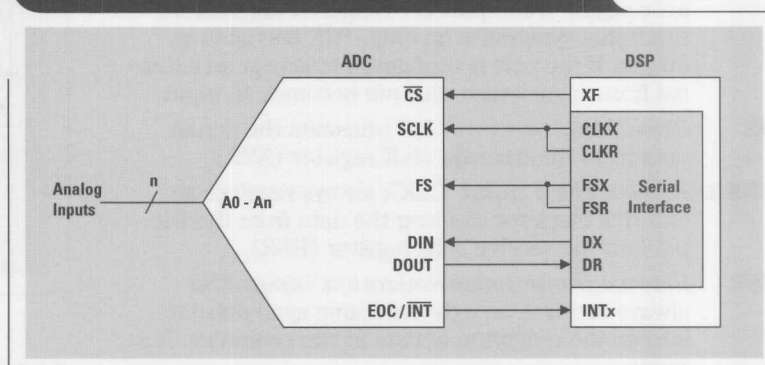 ADC
DSP
CS
XF
SCLK
CLKX
CLKR
n
Analog
Inputs
A0 - An
FS
FSX
FSR
Serial
Interface
DIN
DX
DOUT
DR
EOC / INT
INTx